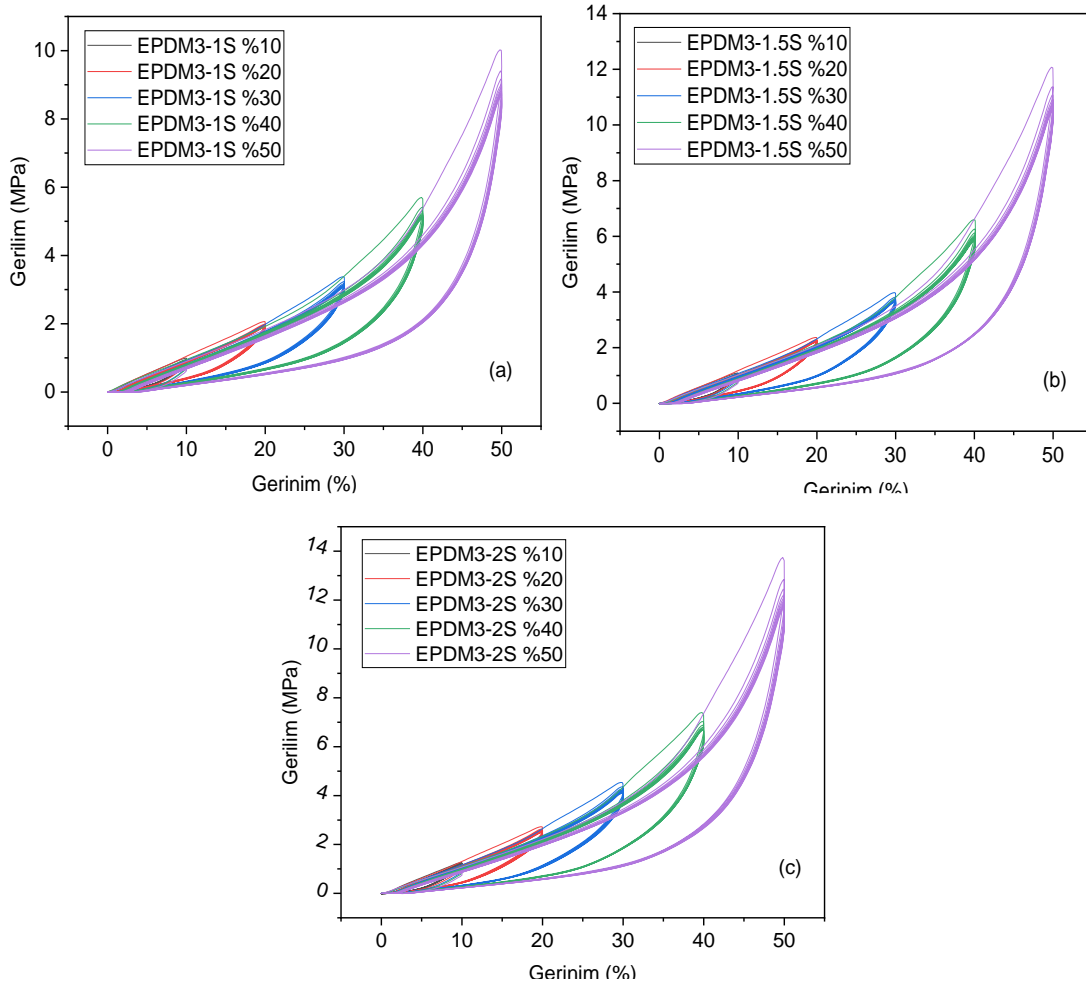 10
8
6
4
2
0
Gerilim (MPa)
EPDM3-1S %10
EPDM3-1S %20
EPDM3-1S %30
EPDM3-1S %40
EPDM3-1S %50
(a)
0 10 20 30 40 50
Gerinim (%)
14
12
10
8
6
4
2
0
Gerilim (MPa)
EPDM3-1.5S %10
EPDM3-1.5S %20
EPDM3-1.5S %30
EPDM3-1.5S %40
EPDM3-1.5S %50
(b)
0 10 20 30 40 50
Gerinim (%)
14
12
10
8
6
4
2
0
Gerilim (MPa)
EPDM3-2S %10
EPDM3-2S %20
EPDM3-2S %30
EPDM3-2S %40
EPDM3-2S %50
(c)
0 10 20 30 40 50
Gerinim (%)